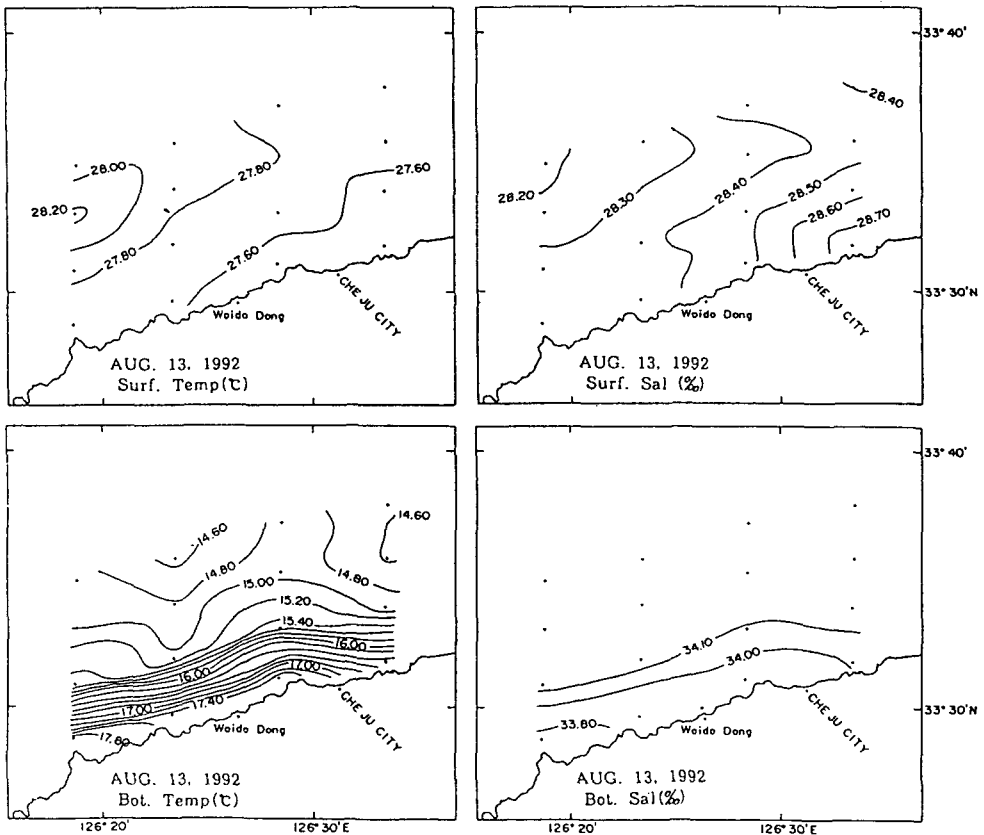 28.00
28.20
27.80
27.80
27.60
27.60
CHE JU CITY
Woido Dong
AUG. 13, 1992
Surf. Temp(℃)
33° 40'
28.40
28.20
28.30
28.40
28.50
28.60
28.70
33° 30'N
CHE JU CITY
Woido Dong
AUG. 13, 1992
Surf. Sal (‰)
14.60
14.60
14.80
14.80
15.00
15.20
15.40
16.00
16.00
17.00
17.00
17.40
17.80
Woido Dong
CHE JU CITY
AUG. 13, 1992
Bot. Temp(℃)
126° 20'
126° 30'E
33° 40'
34.10
34.00
33.80
33° 30'N
Woido Dong
CHE JU CITY
AUG. 13, 1992
Bot. Sal(‰)
126° 20'
126° 30'E